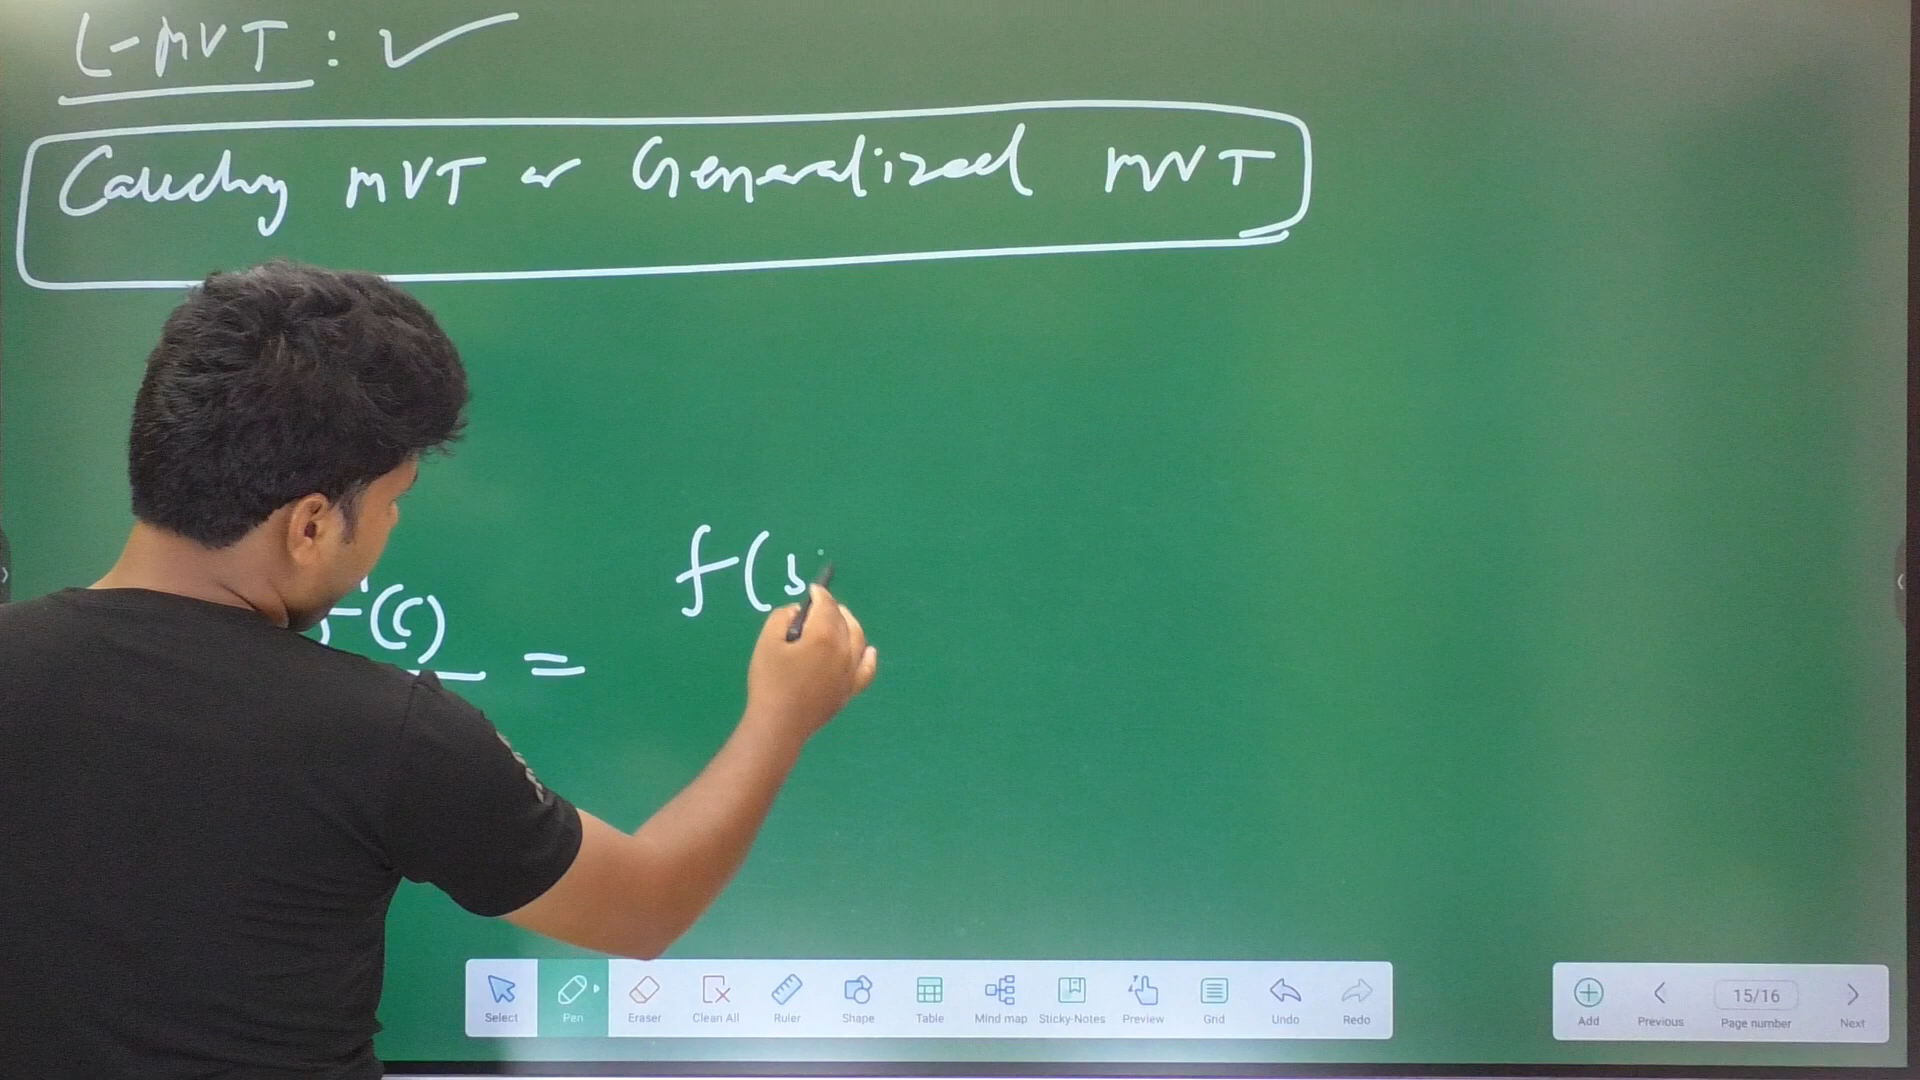 L-MVT : ✓
Cauchy MVT or Generalized MVT
f'(c) = f(b
Select Pen Eraser Clean All Ruler Shape Table Mind map Sticky-Notes Preview Grid Undo Redo
Add Previous 15/16 Page number Next